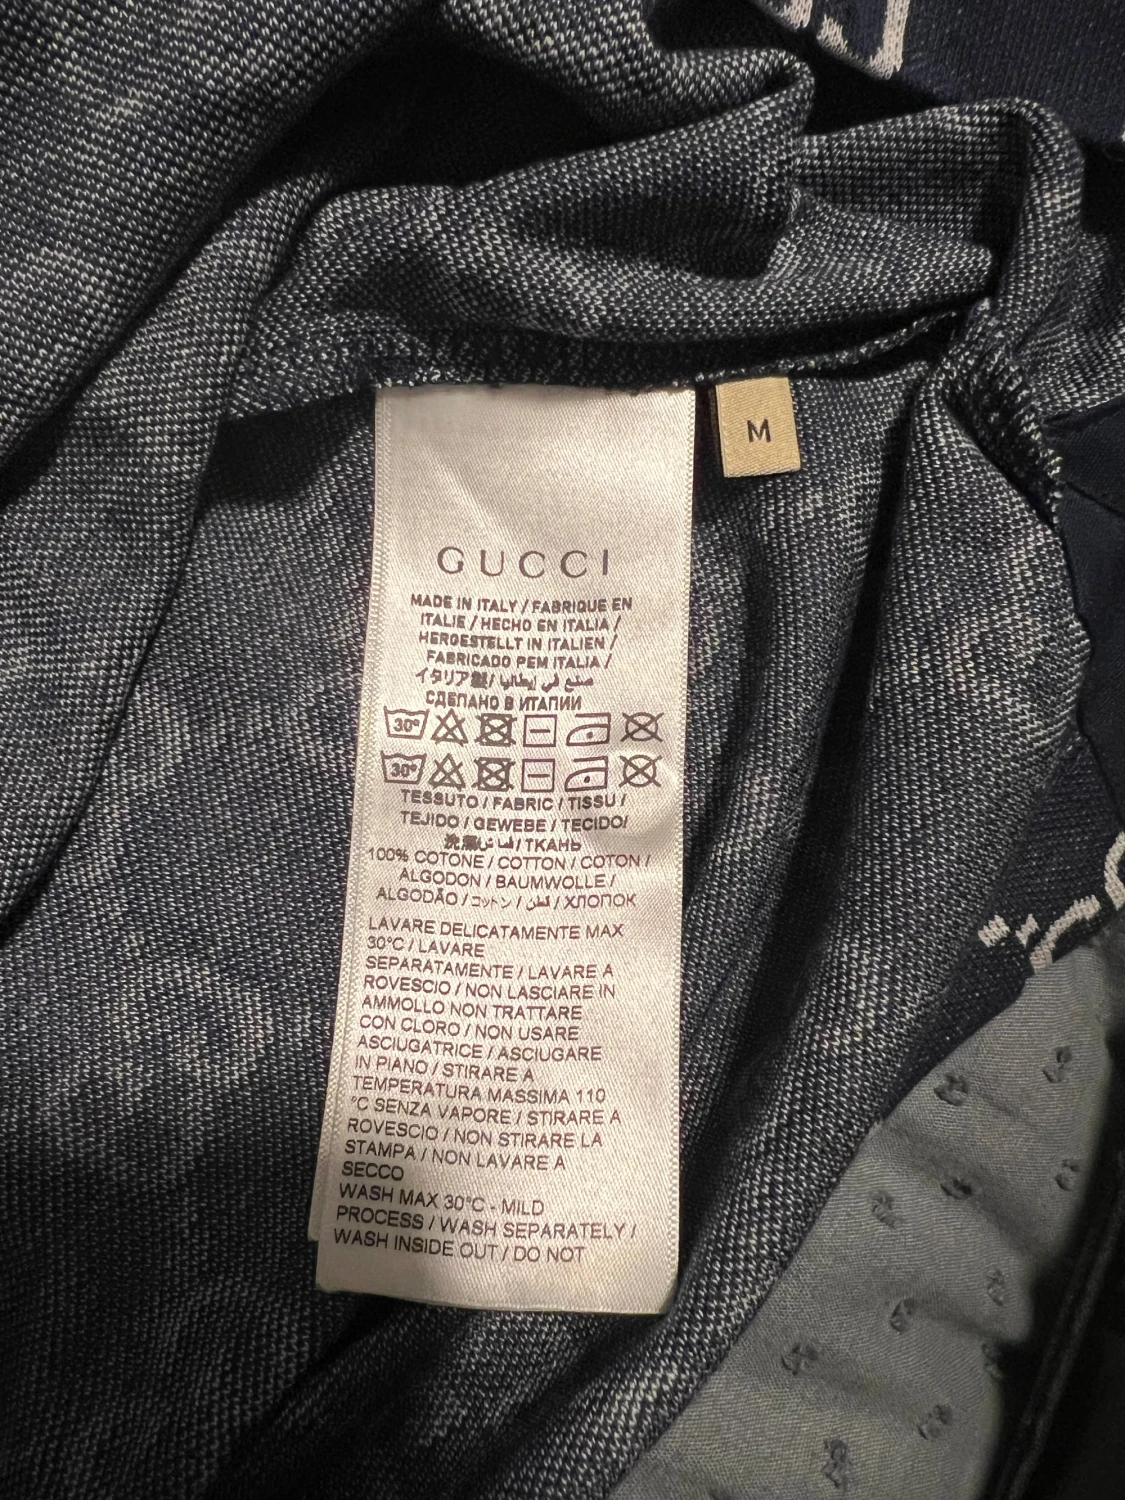 M
GUCCI
MADE IN ITALY / FABRIQUE EN
ITALIE / HECHO EN ITALIA /
HERGESTELLT IN ITALIEN /
FABRICADO PEM ITALIA /
イタリア製 / صنع في إيطاليا
СДЕЛАНО В ИТАЛИИ
30°
30°
TESSUTO / FABRIC / TISSU /
TEJIDO / GEWEBE / TECIDO/
/ ТКАНЬ
100% COTONE / COTTON / COTON /
ALGODON / BAUMWOLLE /
ALGODÃO / コットン / قطن / ХЛОПОК
LAVARE DELICATAMENTE MAX
30°C / LAVARE
SEPARATAMENTE / LAVARE A
ROVESCIO / NON LASCIARE IN
AMMOLLO NON TRATTARE
CON CLORO / NON USARE
ASCIUGATRICE / ASCIUGARE
IN PIANO / STIRARE A
TEMPERATURA MASSIMA 110
°C SENZA VAPORE / STIRARE A
ROVESCIO / NON STIRARE LA
STAMPA / NON LAVARE A
SECCO
WASH MAX 30°C - MILD
PROCESS / WASH SEPARATELY /
WASH INSIDE OUT / DO NOT